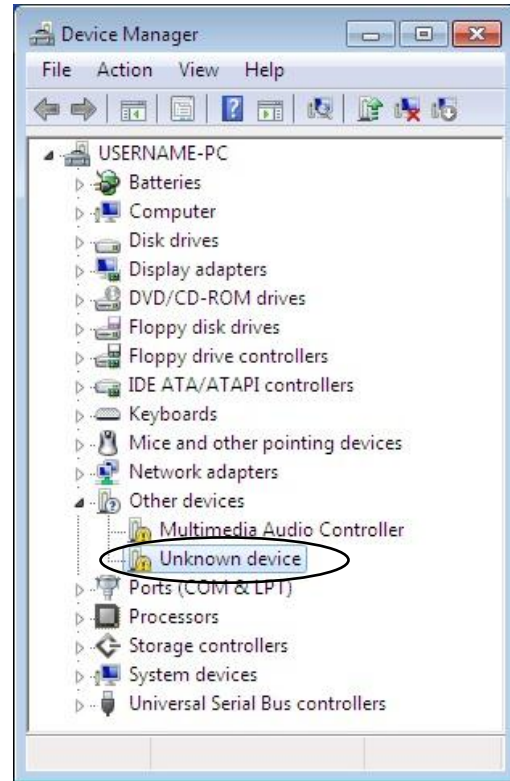 Device Manager
File Action View Help
USERNAME-PC
Batteries
Computer
Disk drives
Display adapters
DVD/CD-ROM drives
Floppy disk drives
Floppy drive controllers
IDE ATA/ATAPI controllers
Keyboards
Mice and other pointing devices
Network adapters
Other devices
Multimedia Audio Controller
Unknown device
Ports (COM & LPT)
Processors
Storage controllers
System devices
Universal Serial Bus controllers